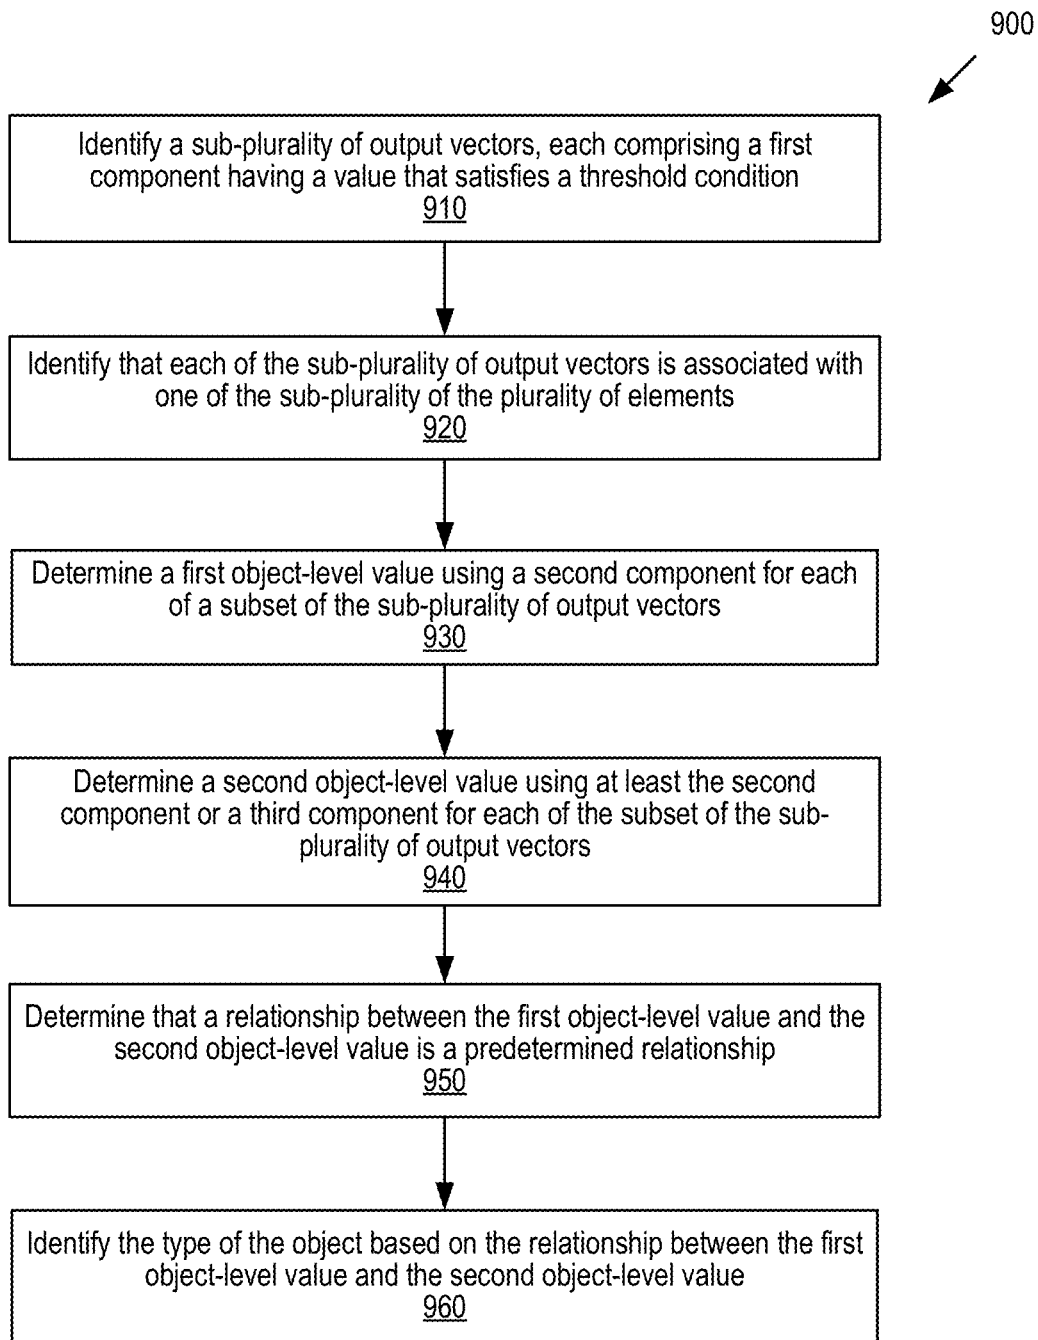 900
Identify a sub-plurality of output vectors, each comprising a first
component having a value that satisfies a threshold condition
910
Identify that each of the sub-plurality of output vectors is associated with
one of the sub-plurality of the plurality of elements
920
Determine a first object-level value using a second component for each
of a subset of the sub-plurality of output vectors
930
Determine a second object-level value using at least the second
component or a third component for each of the subset of the sub-
plurality of output vectors
940
Determine that a relationship between the first object-level value and the
second object-level value is a predetermined relationship
950
Identify the type of the object based on the relationship between the first
object-level value and the second object-level value
960